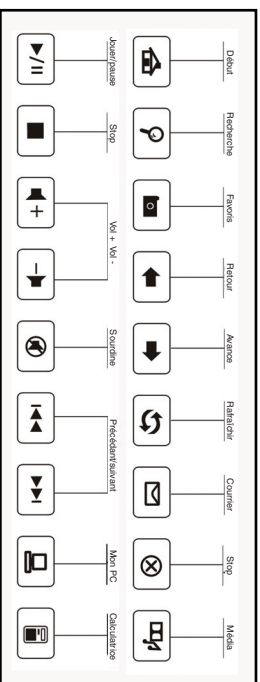 Début
Recherche
Favoris
Retour
Avance
Rafraîchir
Courrier
Stop
Média
Jouer/pause
Stop
Vol + Vol -
Sourdine
Précédant/suivant
Mon PC
Calculatrice